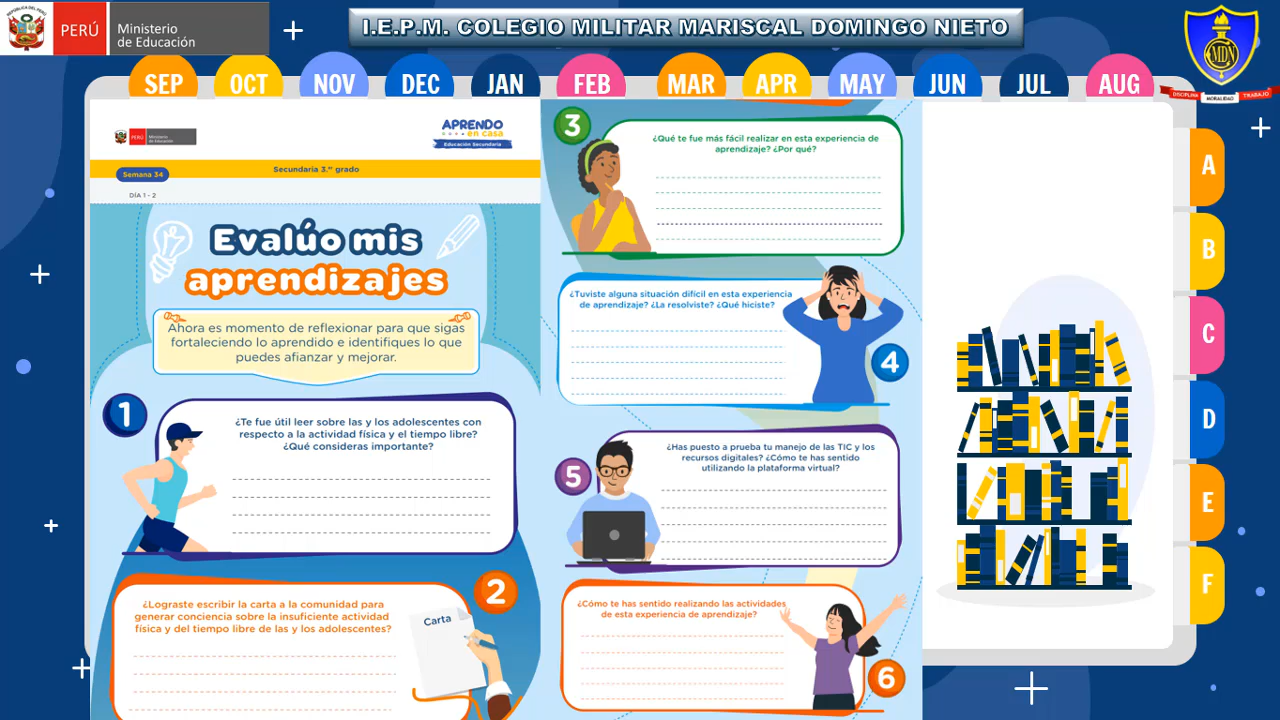 REPÚBLICA DEL PERÚ
PERÚ
Ministerio
de Educación
I.E.P.M. COLEGIO MILITAR MARISCAL DOMINGO NIETO
CMDN
DISCIPLINA MORALIDAD TRABAJO
SEP OCT NOV DEC JAN FEB MAR APR MAY JUN JUL AUG
A
B
C
D
E
F
PERÚ
Ministerio
de Educación
APRENDO
en casa
Educación Secundaria
Semana 34
Secundaria 3.er grado
DÍA 1 - 2
Evalúo mis
aprendizajes
Ahora es momento de reflexionar para que sigas
fortaleciendo lo aprendido e identifiques lo que
puedes afianzar y mejorar.
1
¿Te fue útil leer sobre las y los adolescentes con
respecto a la actividad física y el tiempo libre?
¿Qué consideras importante?
2
¿Lograste escribir la carta a la comunidad para
generar conciencia sobre la insuficiente actividad
física y del tiempo libre de las y los adolescentes?
Carta
3
¿Qué te fue más fácil realizar en esta experiencia de
aprendizaje? ¿Por qué?
¿Tuviste alguna situación difícil en esta experiencia
de aprendizaje? ¿La resolviste? ¿Qué hiciste?
4
5
¿Has puesto a prueba tu manejo de las TIC y los
recursos digitales? ¿Cómo te has sentido
utilizando la plataforma virtual?
¿Cómo te has sentido realizando las actividades
de esta experiencia de aprendizaje?
6